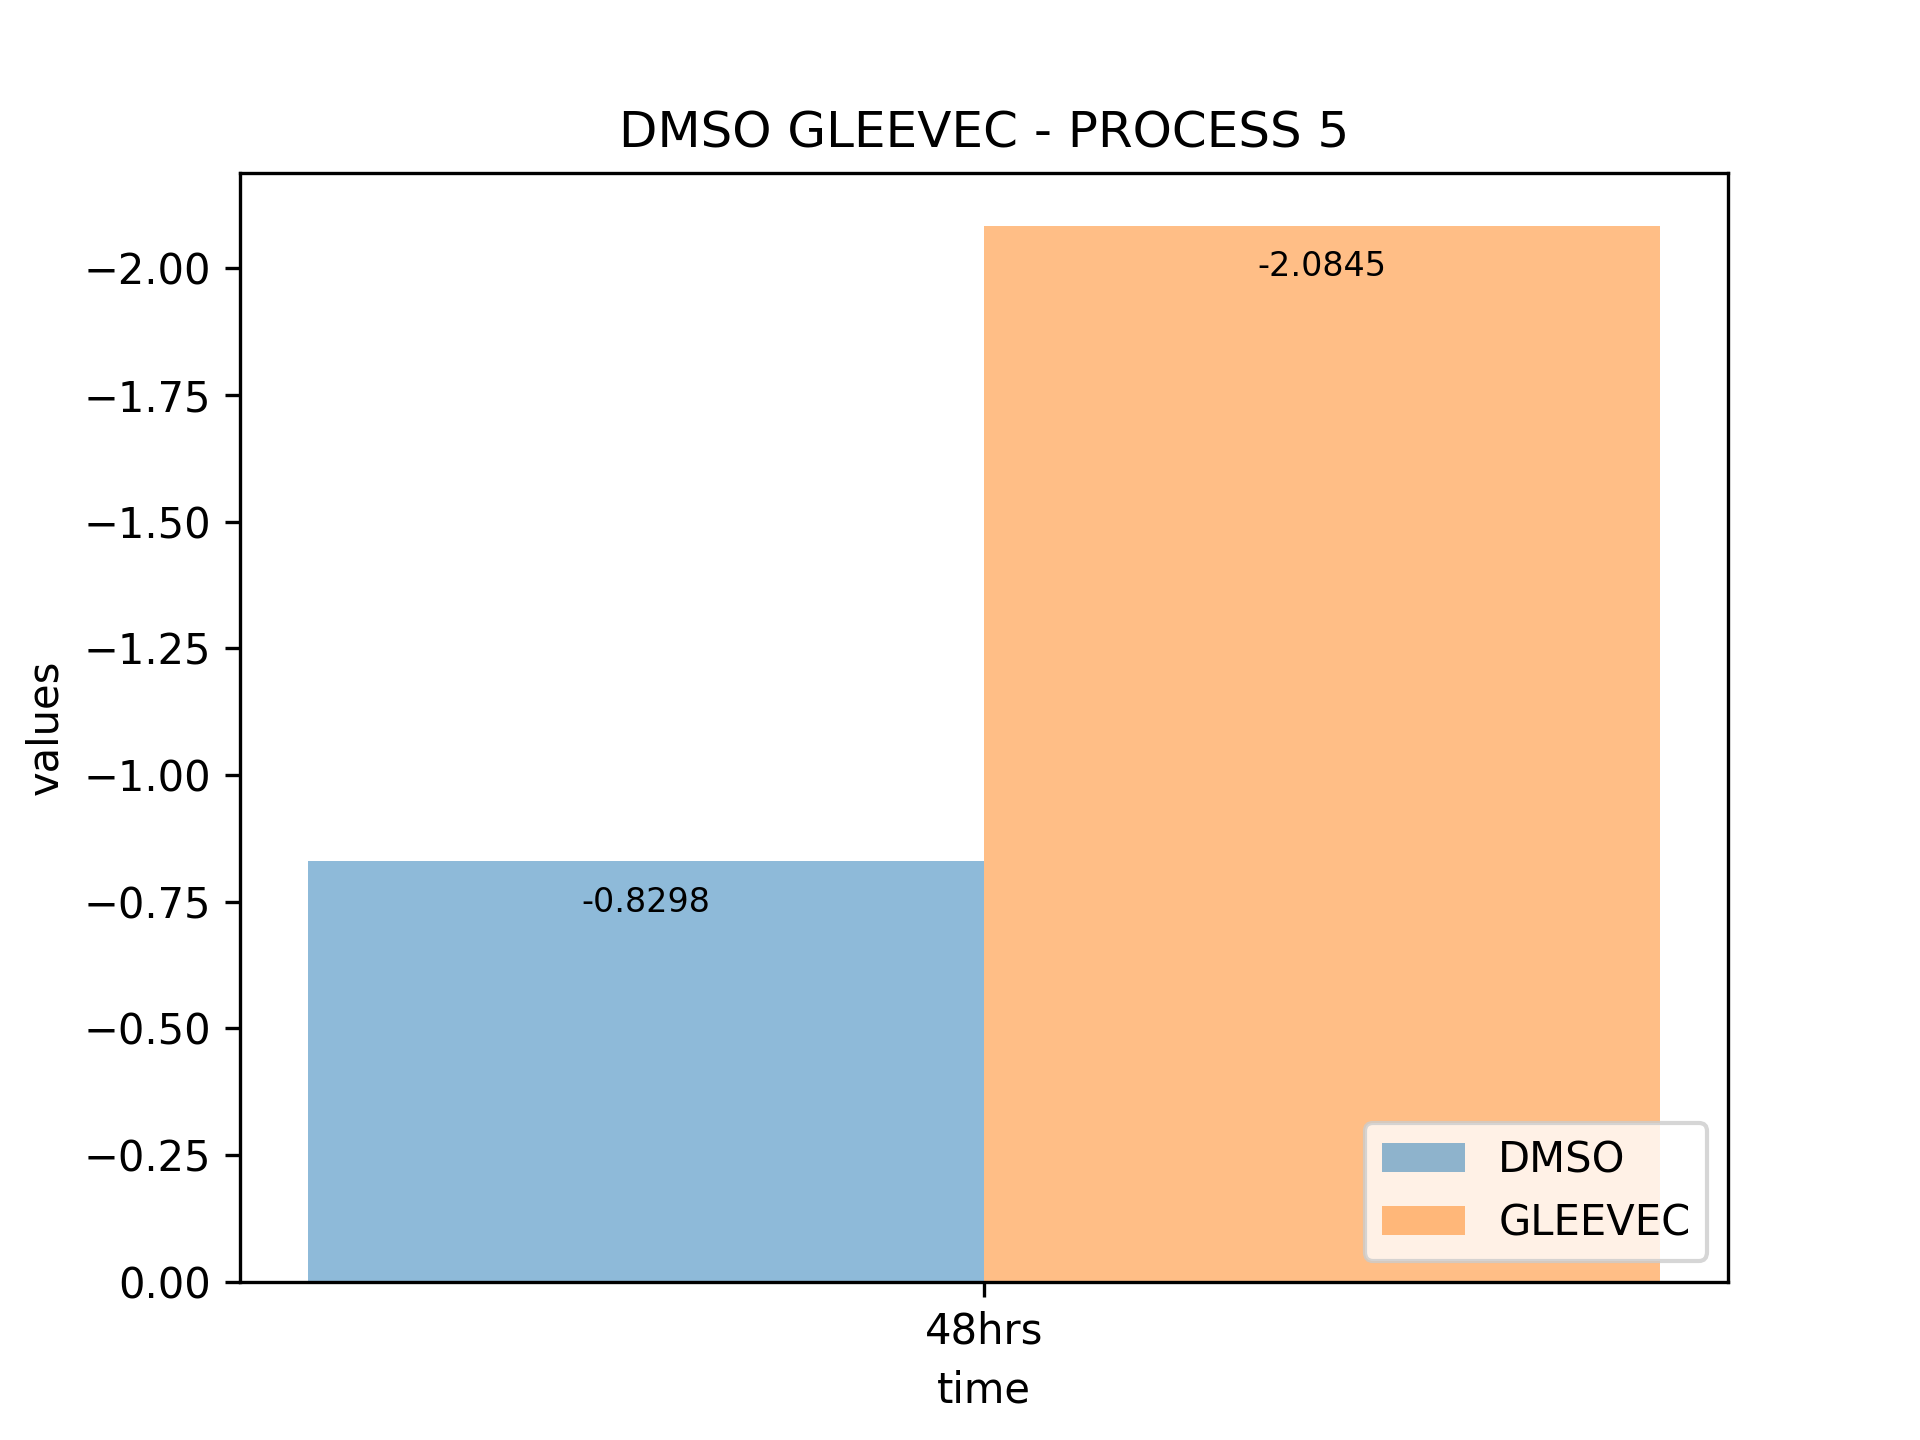 DMSO GLEEVEC - PROCESS 5
−2.00
−1.75
−1.50
−1.25
−1.00
−0.75
−0.50
−0.25
0.00
values
-2.0845
-0.8298
DMSO
GLEEVEC
48hrs
time